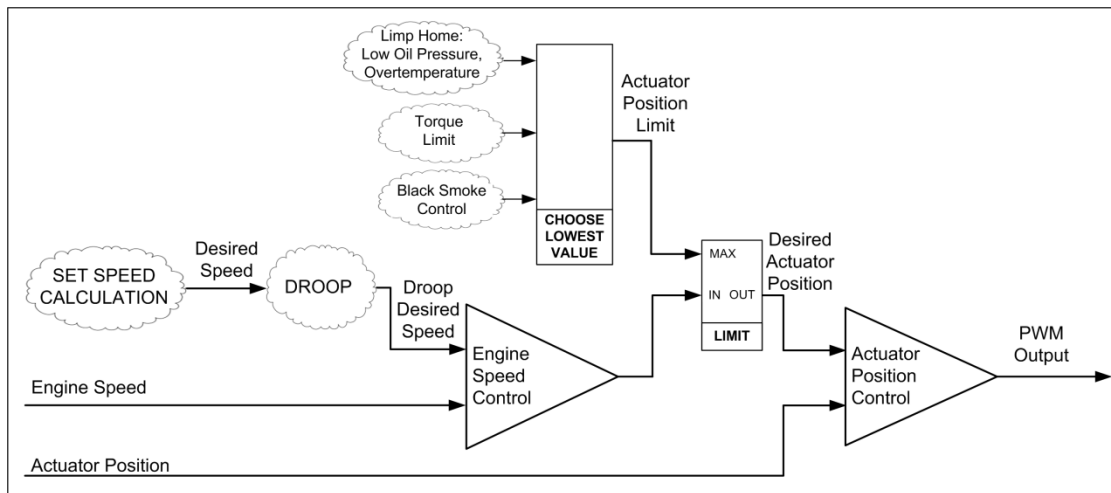 Limp Home:
Low Oil Pressure,
Overtemperature
Actuator
Position
Limit
Torque
Limit
Black Smoke
Control
CHOOSE
LOWEST
VALUE
Desired
Speed
SET SPEED
CALCULATION
DROOP
Droop
Desired
Speed
MAX
IN OUT
LIMIT
Desired
Actuator
Position
Engine
Speed
Control
Actuator
Position
Control
PWM
Output
Engine Speed
Actuator Position